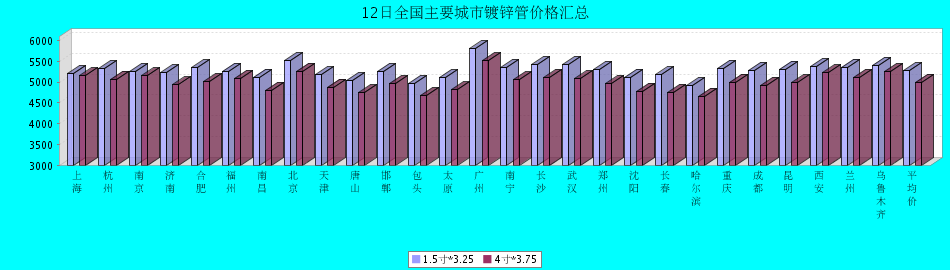 12日全国主要城市镀锌管价格汇总
6000
5500
5000
4500
4000
3500
3000
上海 杭州 南京 济南 合肥 福州 南昌 北京 天津 唐山 邯郸 包头 太原 广州 南宁 长沙 武汉 郑州 沈阳 长春 哈尔滨 重庆 成都 昆明 西安 兰州 乌鲁木齐 平均价
1.5寸*3.25 4寸*3.75